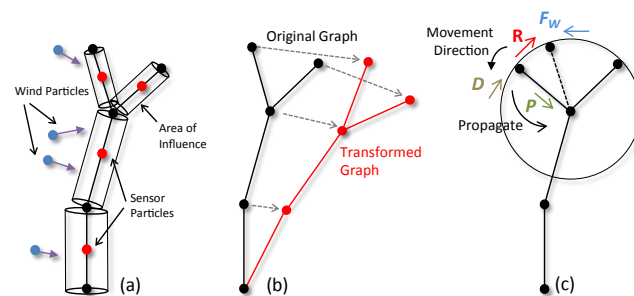 Wind Particles
Area of
Influence
Sensor
Particles
(a)
Original Graph
Transformed
Graph
(b)
Movement
Direction
R
F_W
D
P
Propagate
(c)